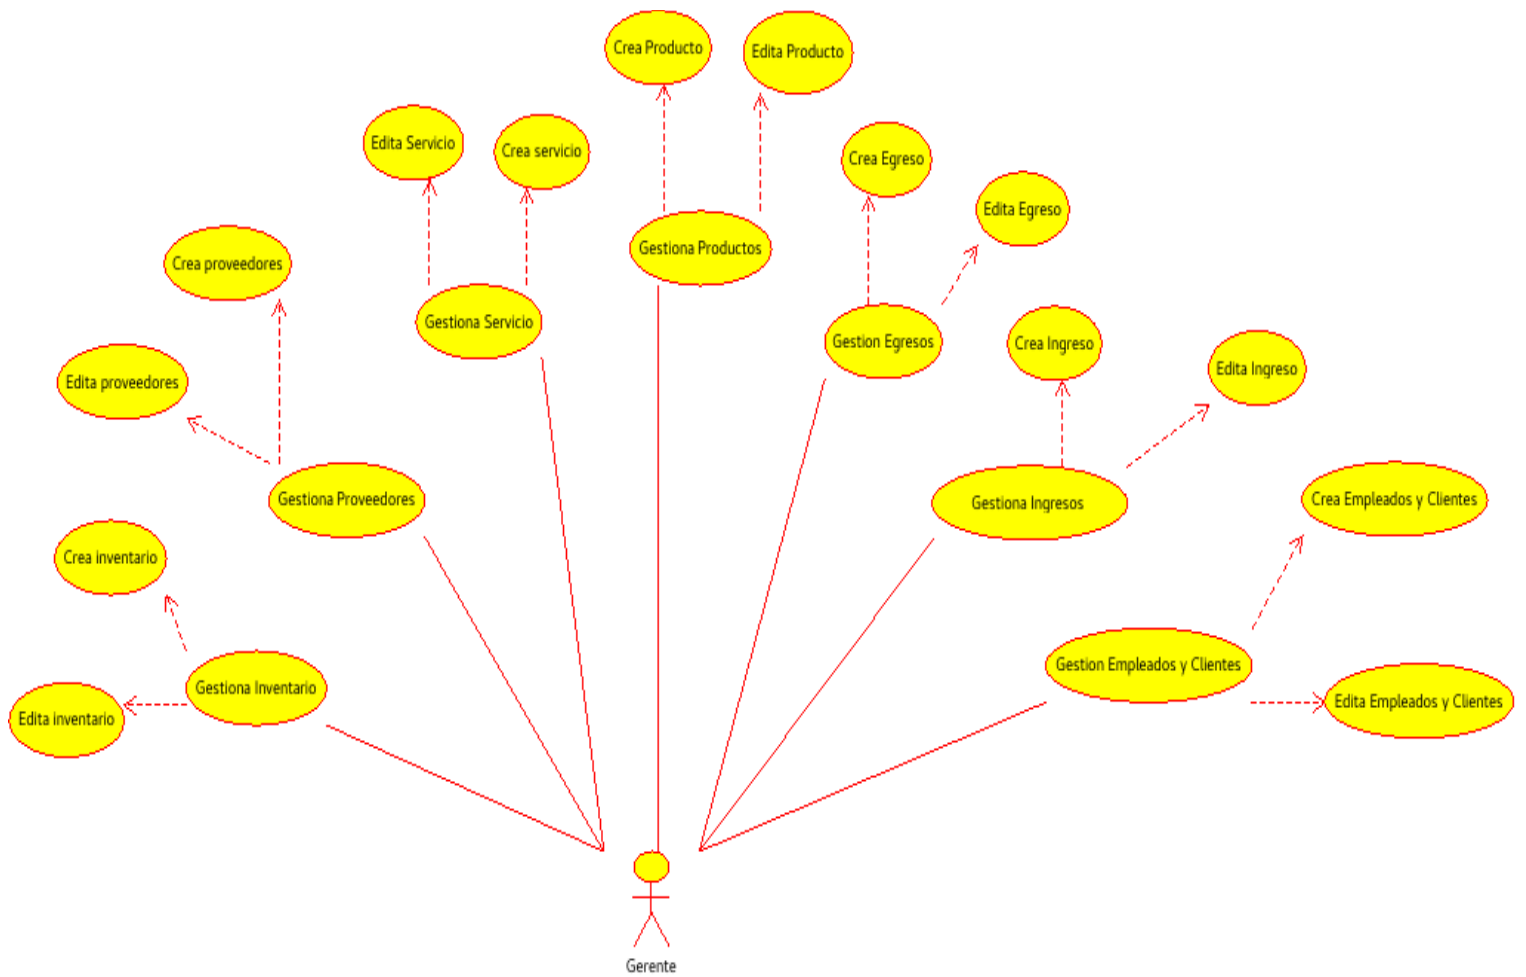 Crea Producto
Edita Producto
Edita Servicio
Crea servicio
Crea Egreso
Edita Egreso
Gestiona Productos
Crea proveedores
Gestiona Servicio
Gestion Egresos
Crea Ingreso
Edita Ingreso
Edita proveedores
Gestiona Proveedores
Gestiona Ingresos
Crea Empleados y Clientes
Crea inventario
Gestiona Inventario
Gestion Empleados y Clientes
Edita inventario
Edita Empleados y Clientes
Gerente